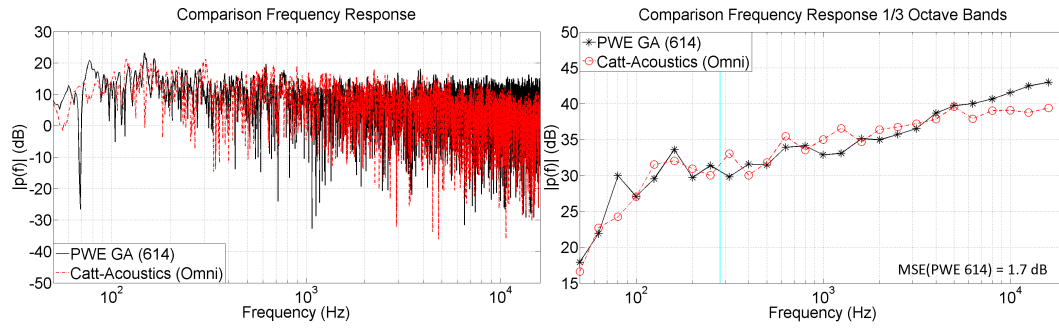 Comparison Frequency Response
30
20
10
0
-10
-20
-30
-40
-50
|p(f)| (dB)
PWE GA (614)
Catt-Acoustics (Omni)
10²
10³
10⁴
Frequency (Hz)
Comparison Frequency Response 1/3 Octave Bands
50
45
40
35
30
25
20
15
|p(f)| (dB)
PWE GA (614)
Catt-Acoustics (Omni)
MSE(PWE 614) = 1.7 dB
10²
10³
10⁴
Frequency (Hz)